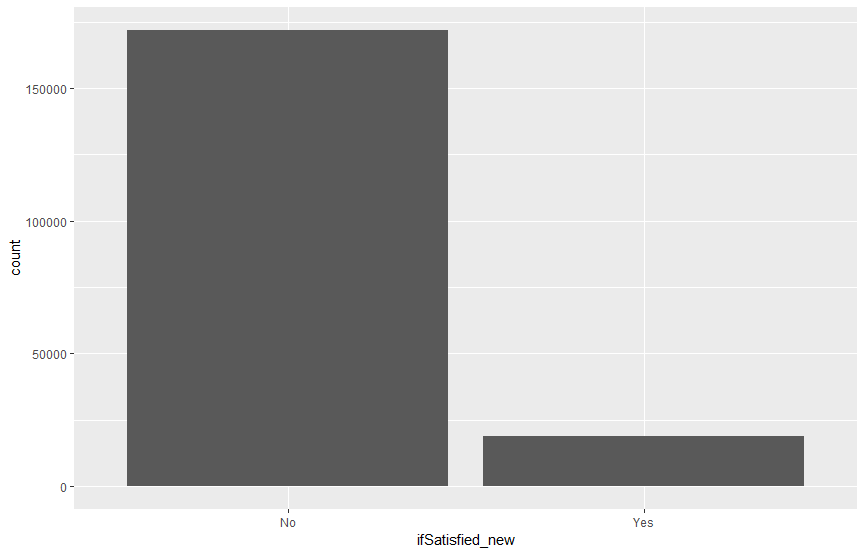 150000
100000
50000
0
count
No Yes
ifSatisfied_new